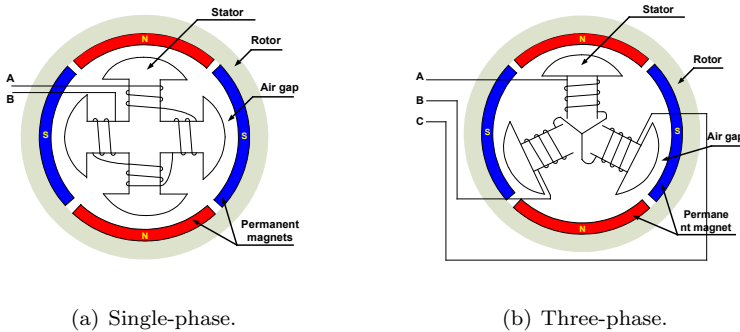 Stator
N
Rotor
A
B
Air gap
S
S
N
Permanent
magnets
(a) Single-phase.
Stator
N
Rotor
A
B
C
S
S
Air gap
N
Permane
nt magnet
(b) Three-phase.